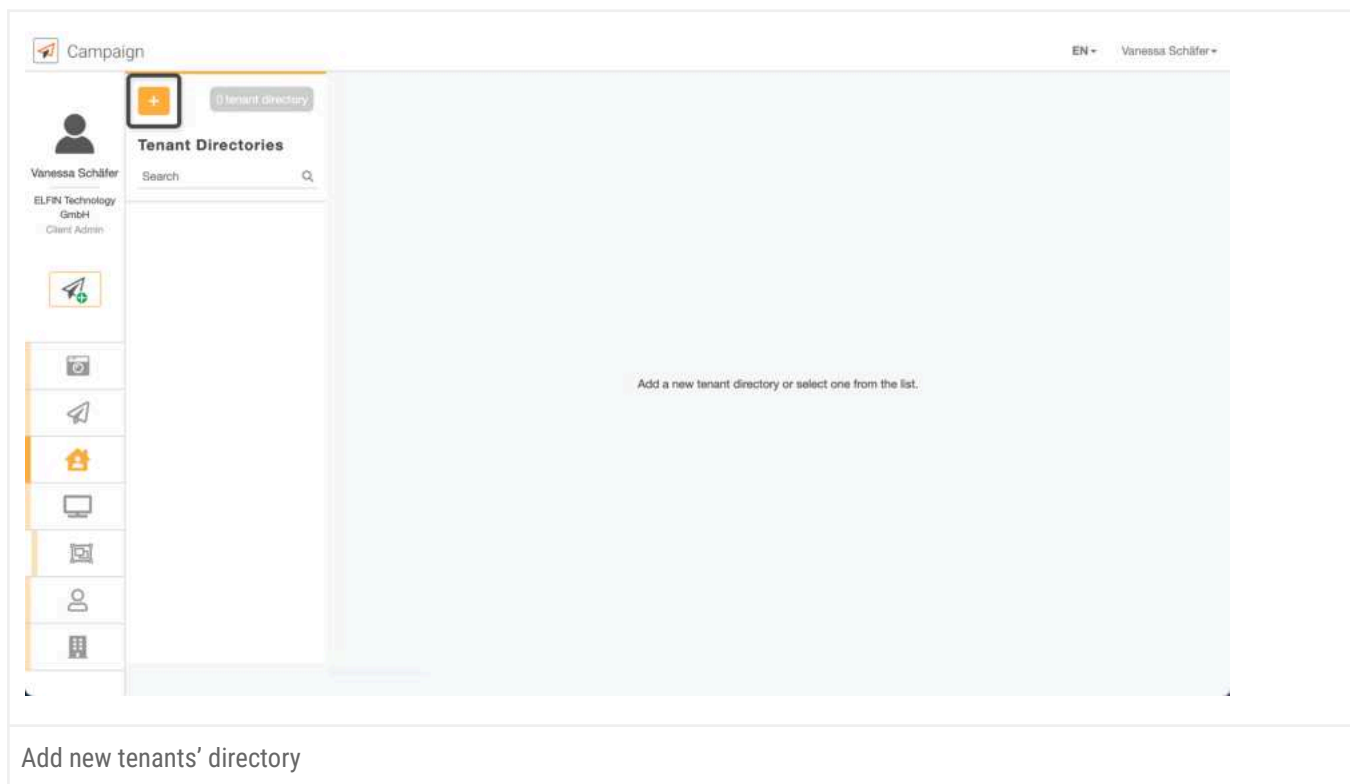 Campaign
EN
Vanessa Schäfer
+
0 tenant directory
Tenant Directories
Search
Vanessa Schäfer
ELFIN Technology
GmbH
Client Admin
Add a new tenant directory or select one from the list.
Add new tenants’ directory